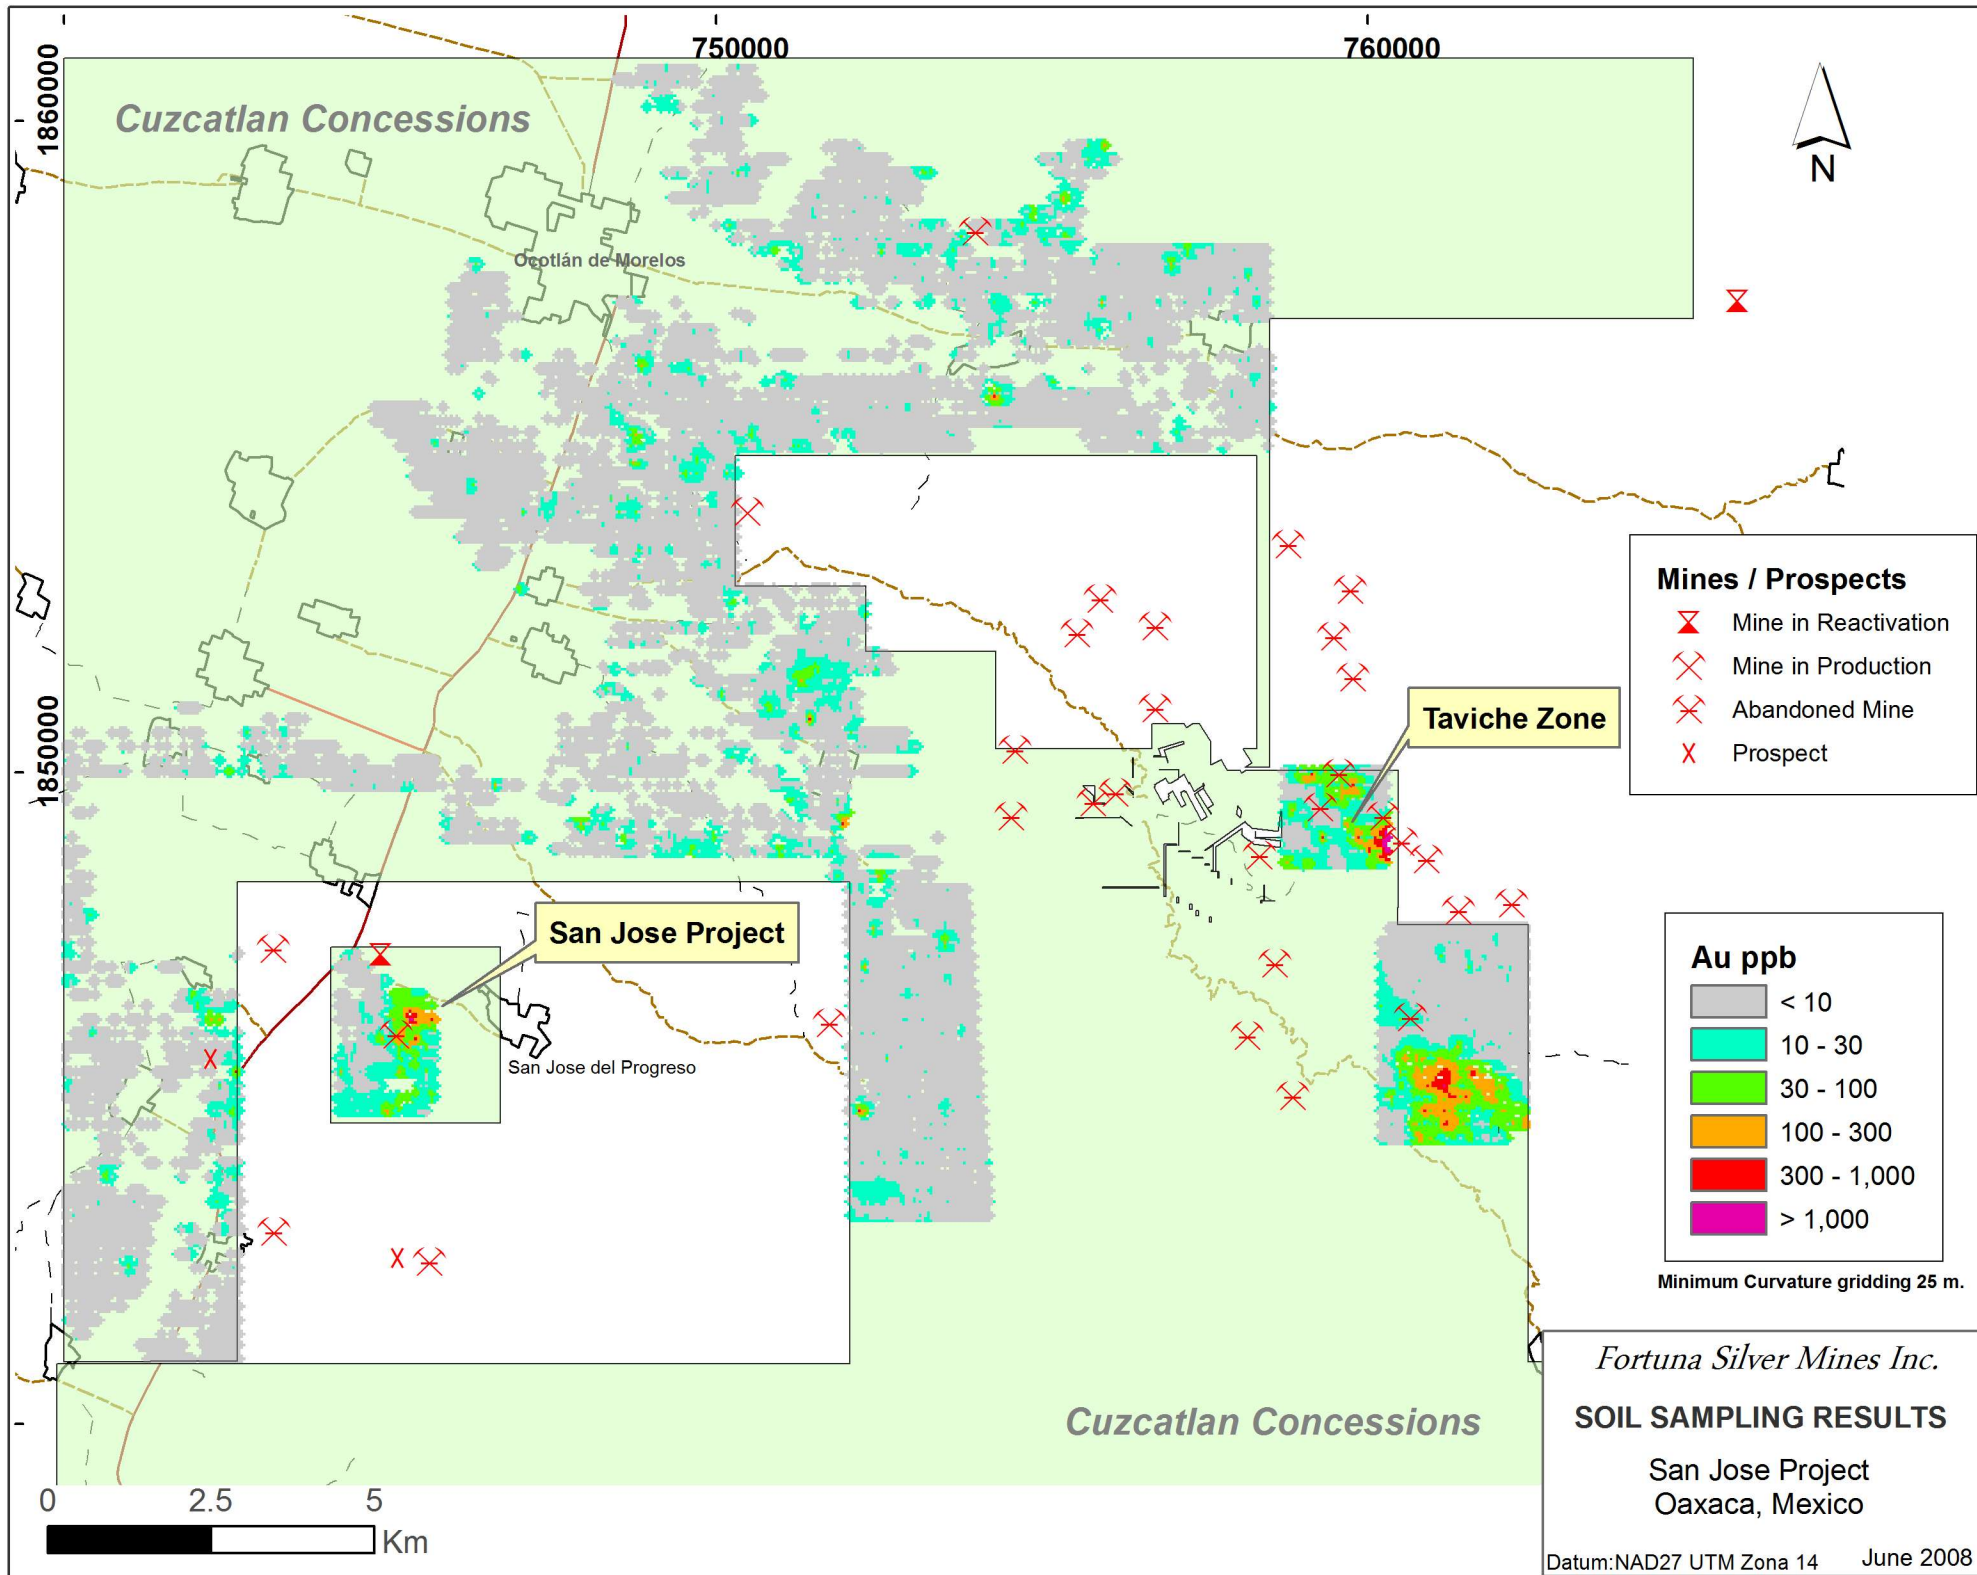 750000
760000
1860000
Cuzcatlan Concessions
N
Ocotlán de Morelos
Mines / Prospects
Mine in Reactivation
Mine in Production
Abandoned Mine
Prospect
Taviche Zone
1850000
San Jose Project
San Jose del Progreso
Au ppb
< 10
10 - 30
30 - 100
100 - 300
300 - 1,000
> 1,000
Minimum Curvature gridding 25 m.
Cuzcatlan Concessions
Fortuna Silver Mines Inc.
SOIL SAMPLING RESULTS
San Jose Project
Oaxaca, Mexico
Datum:NAD27 UTM Zona 14 June 2008
0 2.5 5
Km